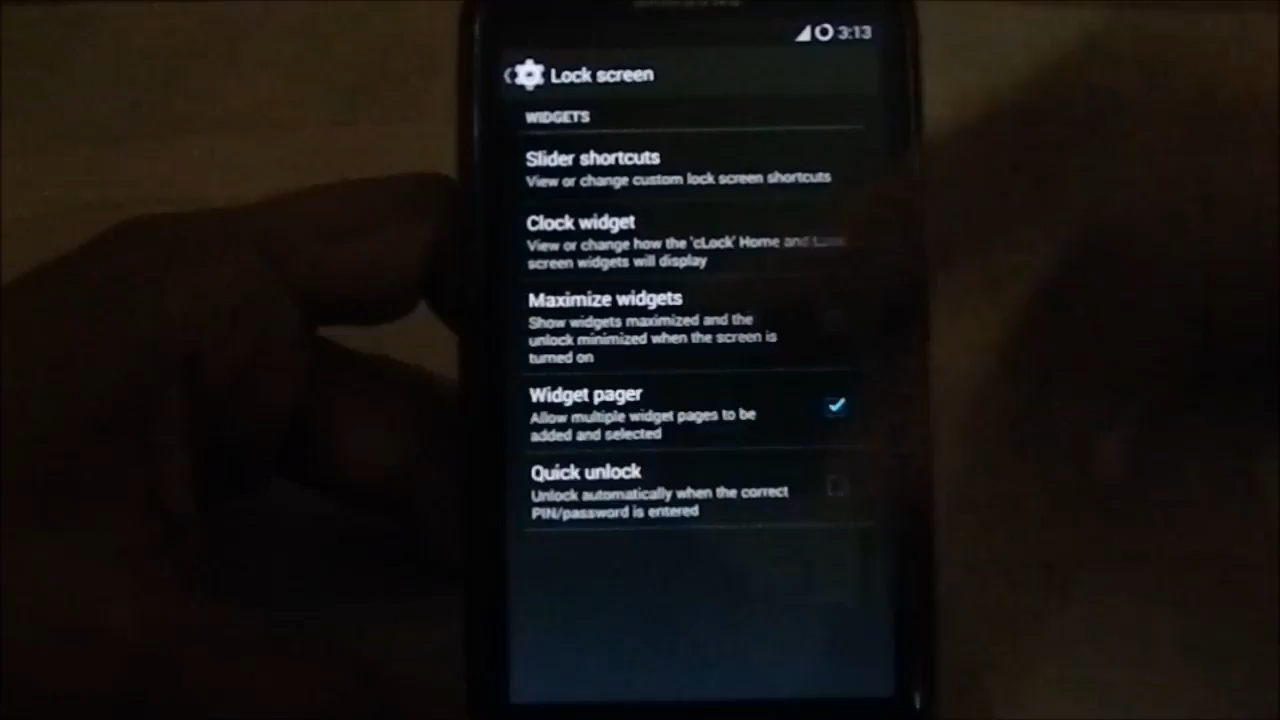 SAMSUNG
3:13
Lock screen
WIDGETS
Slider shortcuts
View or change custom lock screen shortcuts
Clock widget
View or change how the 'cLock' Home and Lock
screen widgets will display
Maximize widgets
Show widgets maximized and the
unlock minimized when the screen is
turned on
Widget pager
Allow multiple widget pages to be
added and selected
Quick unlock
Unlock automatically when the correct
PIN/password is entered